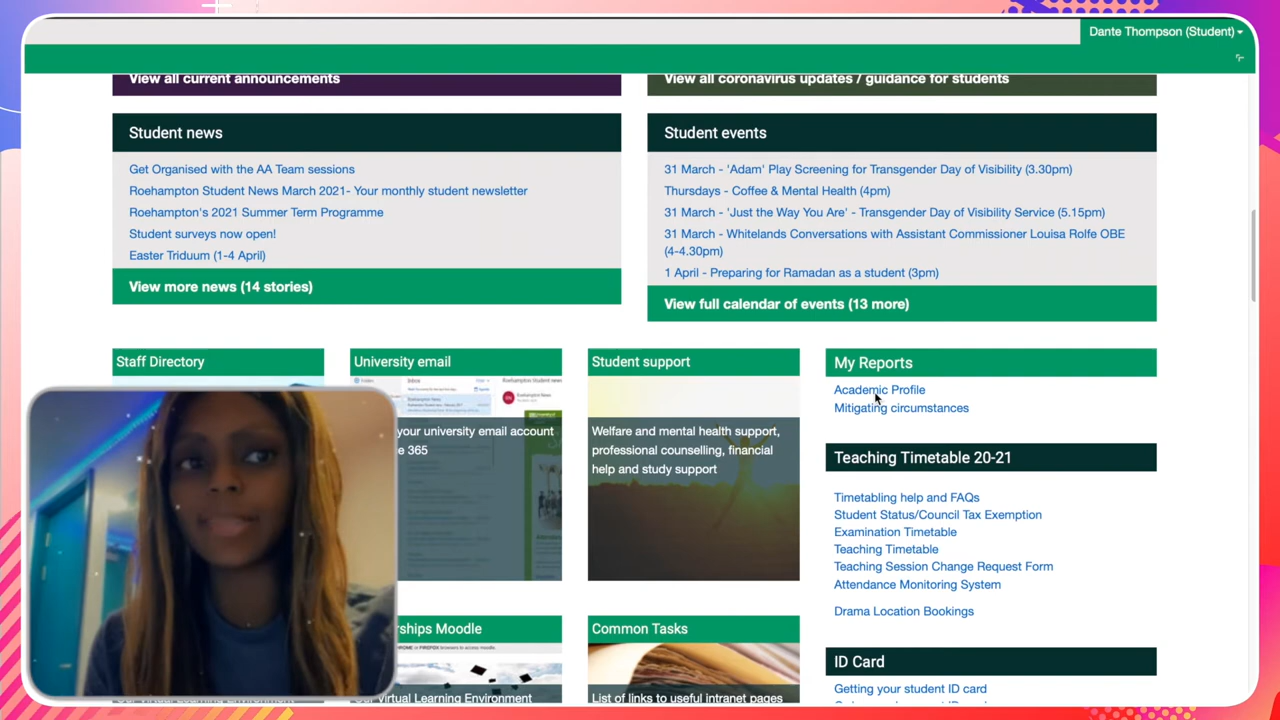 Dante Thompson (Student)
View all current announcements
View all coronavirus updates / guidance for students
Student news
Get Organised with the AA Team sessions
Roehampton Student News March 2021- Your monthly student newsletter
Roehampton's 2021 Summer Term Programme
Student surveys now open!
Easter Triduum (1-4 April)
View more news (14 stories)
Student events
31 March - 'Adam' Play Screening for Transgender Day of Visibility (3.30pm)
Thursdays - Coffee & Mental Health (4pm)
31 March - 'Just the Way You Are' - Transgender Day of Visibility Service (5.15pm)
31 March - Whitelands Conversations with Assistant Commissioner Louisa Rolfe OBE
(4-4.30pm)
1 April - Preparing for Ramadan as a student (3pm)
View full calendar of events (13 more)
Staff Directory
University email
Inbox
Roehampton Student news
your university email account
365
Student support
Welfare and mental health support,
professional counselling, financial
help and study support
My Reports
Academic Profile
Mitigating circumstances
Teaching Timetable 20-21
Timetabling help and FAQs
Student Status/Council Tax Exemption
Examination Timetable
Teaching Timetable
Teaching Session Change Request Form
Attendance Monitoring System
Drama Location Bookings
Moodle
Virtual Learning Environment
Common Tasks
List of links to useful intranet pages
ID Card
Getting your student ID card